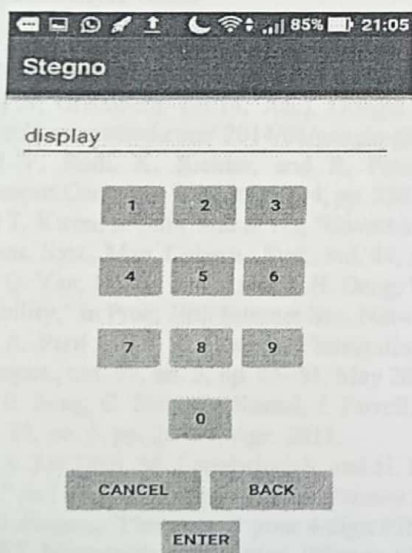 85% 21:05
Stegno
display
1 2 3
4 5 6
7 8 9
0
CANCEL BACK
ENTER